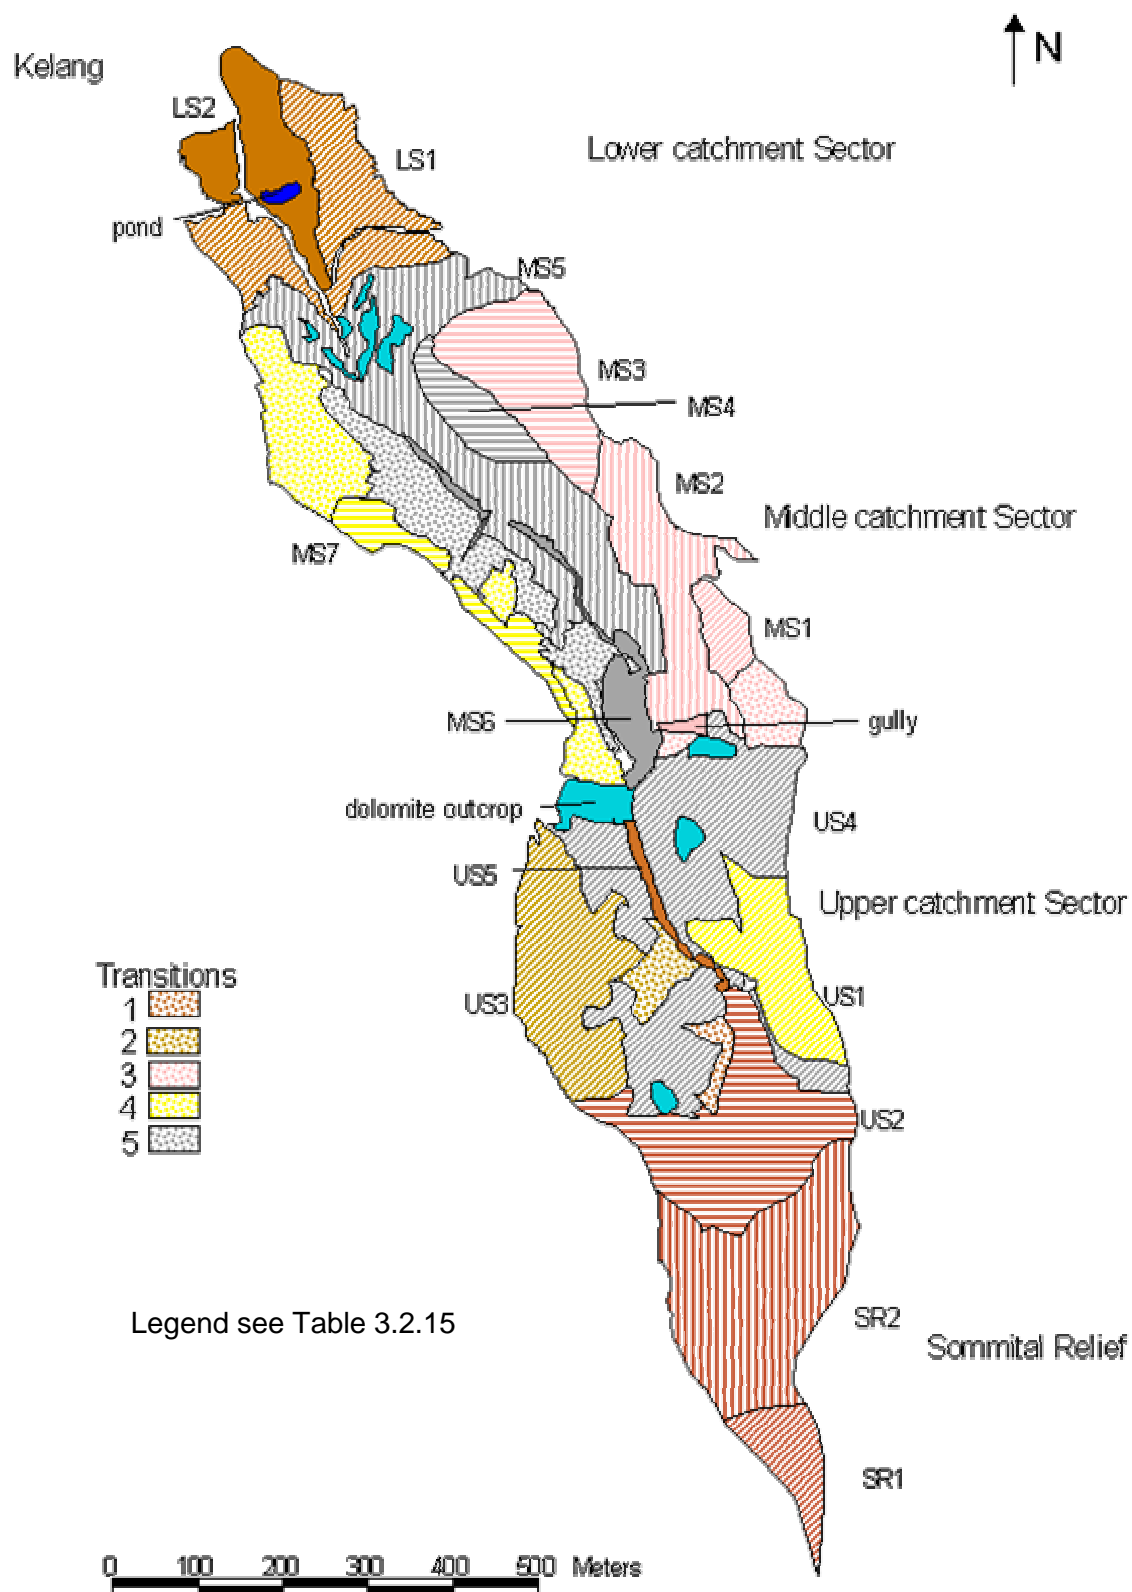 N
Kelang
LS2
Lower catchment Sector
LS1
pond
MS5
MS3
MS4
MS2
Middle catchment Sector
MS7
MS1
MS6
gully
dolomite outcrop
US4
US5
Upper catchment Sector
Transitions
1
2
3
4
5
US3
US1
US2
Legend see Table 3.2.15
SR2
Sommital Relief
SR1
0 100 200 300 400 500 Meters